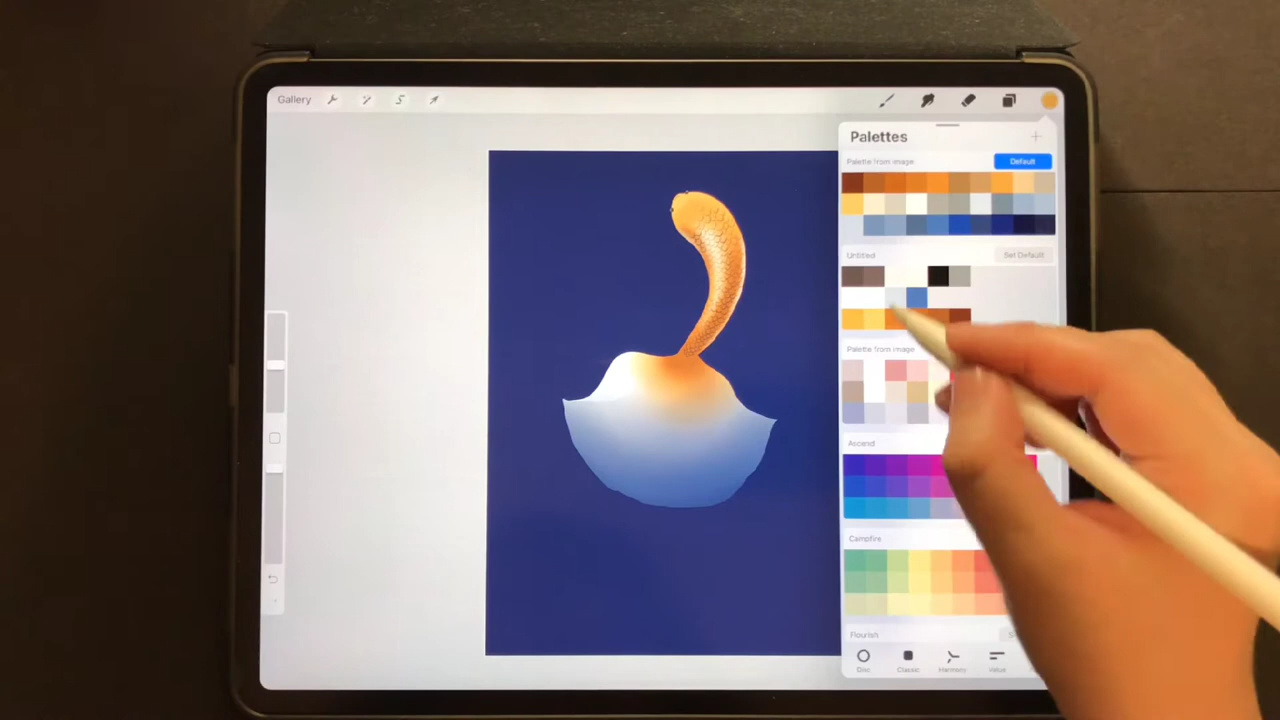 Gallery
Palettes
Palette from image
Default
Untitled
Set Default
Palette from image
Ascend
Campfire
Flourish
Disc
Classic
Harmony
Value